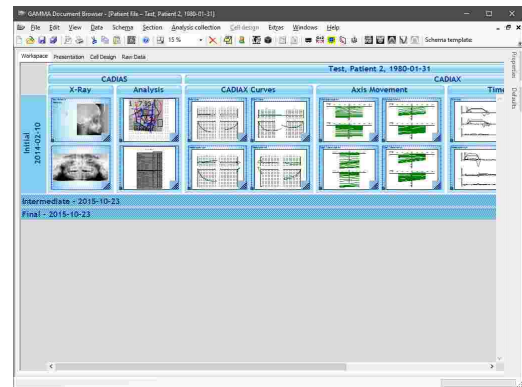 GAMMA Document Browser - [Patient File - Test, Patient 2, 1980-01-31]
File Edit View Data Schema Section Analysis collection Cell design Extras Windows Help
15 % Schema template:
Workspace Presentation Cell Design Raw Data
Properties
Defaults
Test, Patient 2, 1980-01-31
CADIAS CADIAX
X-Ray Analysis CADIAX Curves Axis Movement Time
Initial
2014-02-10
Intermediate - 2015-10-23
Final - 2015-10-23